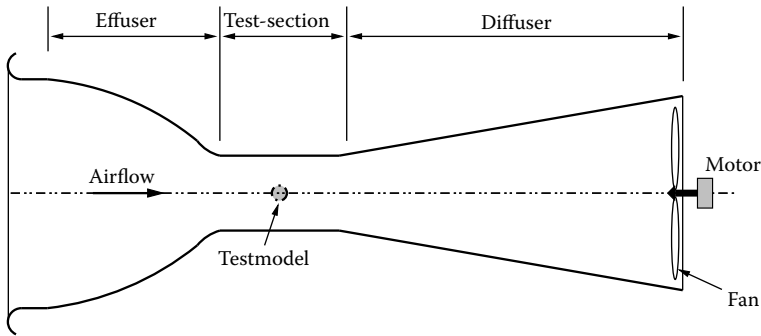 Effuser
Test-section
Diffuser
Airflow
Motor
Testmodel
Fan